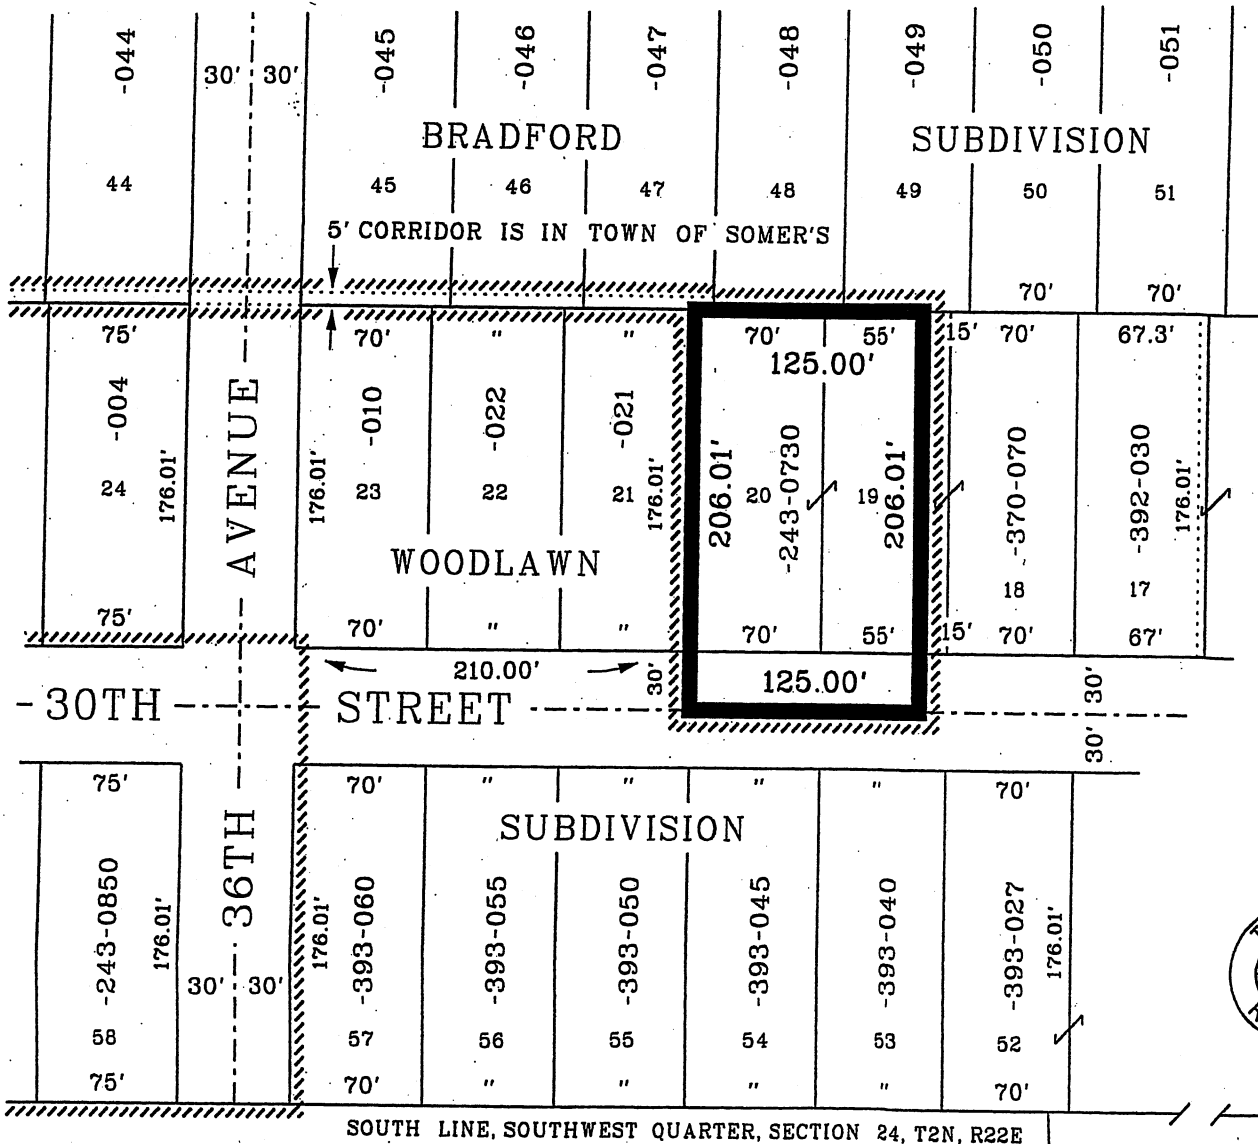 -044 -045 -046 -047 -048 -049 -050 -051
30' 30'
BRADFORD SUBDIVISION
44 45 46 47 48 49 50 51
5' CORRIDOR IS IN TOWN OF SOMER'S
70' 70'
75' 70' " " 70' 55' 15' 70' 67.3'
125.00'
-004 -010 -022 -021 -243-0730 -370-070 -392-030
AVENUE
176.01' 176.01' 176.01' 206.01' 206.01' 176.01'
24 23 22 21 20 19
WOODLAWN
18 17
75' 70' " " 70' 55' 15' 70' 67'
210.00' 30' 125.00' 30'
30TH STREET
30'
75' 70' " " " " 70'
SUBDIVISION
36TH
-243-0850 -393-060 -393-055 -393-050 -393-045 -393-040 -393-027
176.01' 176.01' 176.01'
30' 30'
58 57 56 55 54 53 52
75' 70' " " " " 70'
SOUTH LINE, SOUTHWEST QUARTER, SECTION 24, T2N, R22E